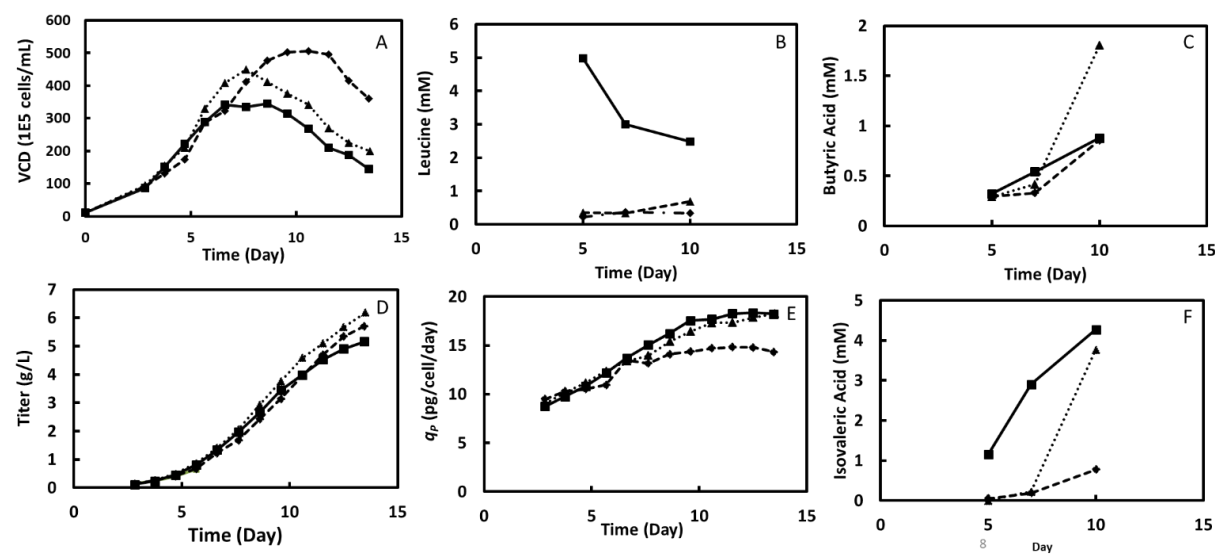 A
600
500
400
300
200
100
0
0 5 10 15
VCD (1E5 cells/mL)
Time (Day)
B
6
5
4
3
2
1
0
0 5 10 15
Leucine (mM)
Time (Day)
C
2
1.5
1
0.5
0
0 5 10 15
Butyric Acid (mM)
Time (Day)
D
7
6
5
4
3
2
1
0
0 5 10 15
Titer (g/L)
Time (Day)
E
20
15
10
5
0
0 5 10 15
qP (pg/cell/day)
Time (Day)
F
5
4
3
2
1
0
0 5 10 15
Isovaleric Acid (mM)
8
Day